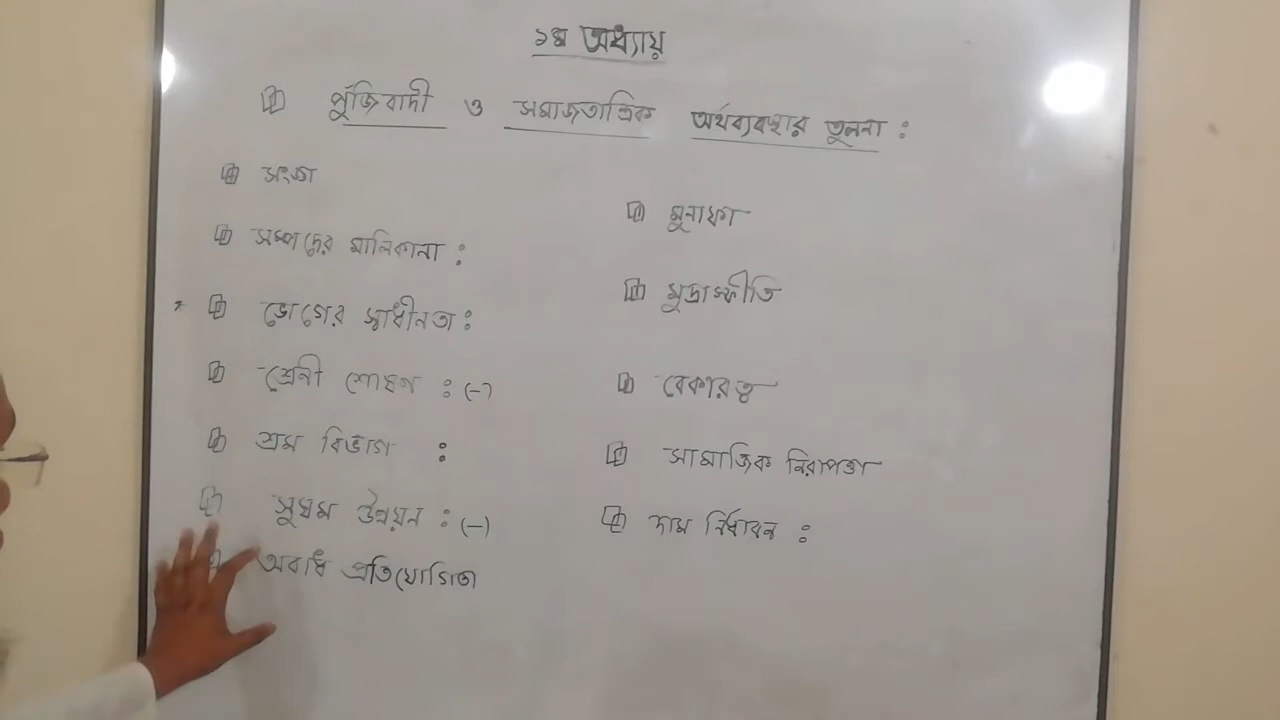 ১ম অধ্যায়
পুঁজিবাদী ও সমাজতান্ত্রিক অর্থব্যবস্থার তুলনা :
সংজ্ঞা
সম্পদের মালিকানা :
* ভোগের স্বাধীনতা :
শ্রেনী শোষণ : (-)
শ্রম বিভাগ :
সুষম উন্নয়ন : (-)
অবাধ প্রতিযোগিতা
মুনাফা
মুদ্রাস্ফীতি
বেকারত্ব
সামাজিক নিরাপত্তা
দাম নির্ধারন :